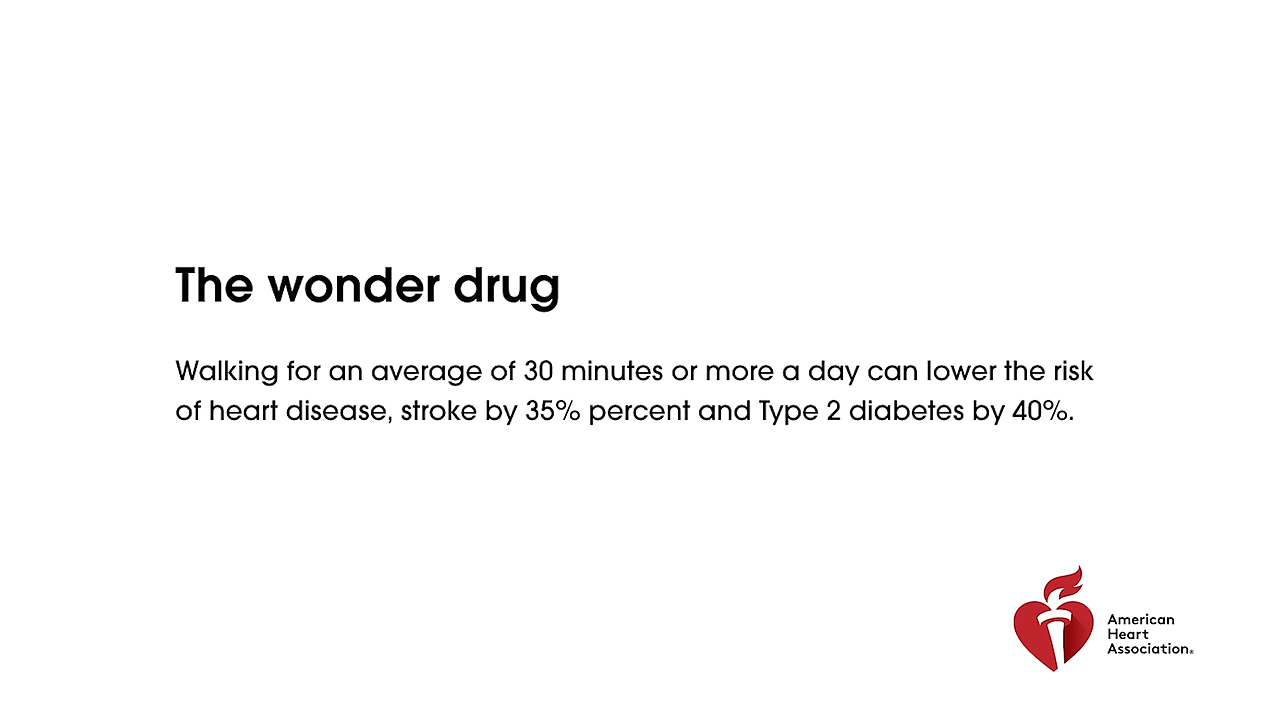 The wonder drug
Walking for an average of 30 minutes or more a day can lower the risk
of heart disease, stroke by 35% percent and Type 2 diabetes by 40%.
American
Heart
Association®